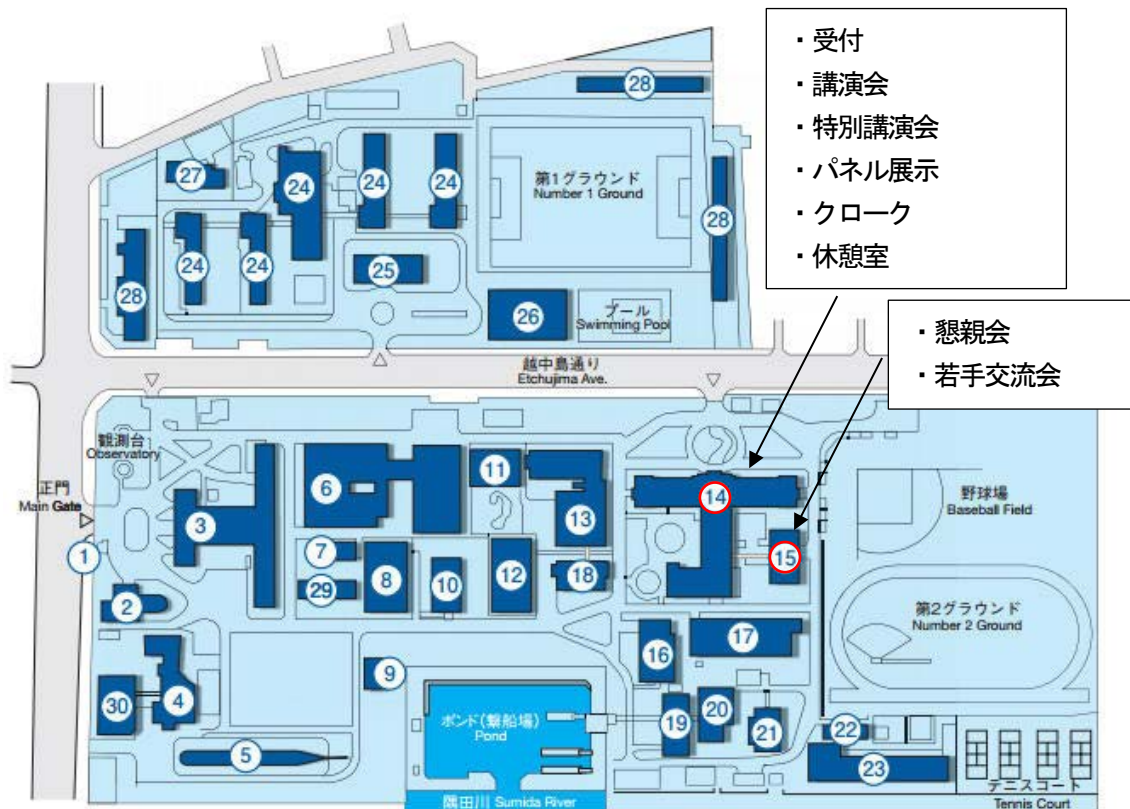 ・受付
・講演会
・特別講演会
・パネル展示
・クローク
・休憩室
・懇親会
・若手交流会
28
27
24
24
24
第1グラウンド
Number 1 Ground
28
24
24
25
28
26
プール
Swimming Pool
越中島通り
Etchujima Ave.
観測台
Observatory
正門
Main Gate
1
2
3
6
11
13
14
野球場
Baseball Field
7
8
10
12
18
15
29
第2グラウンド
Number 2 Ground
16
17
9
30
4
5
ポンド(繋船場)
Pond
19
20
21
22
23
テニスコート
Tennis Court
隅田川 Sumida River